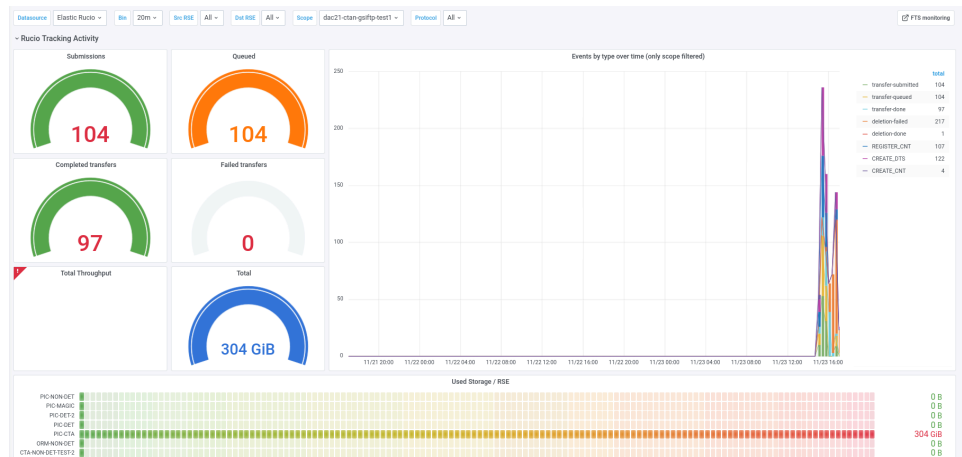 Datasource Elastic Rucio Bin 20m Src RSE All Dst RSE All Scope dac21-ctan-gsiftp-test1 Protocol All FTS monitoring
Rucio Tracking Activity
Submissions
104
Queued
104
Completed transfers
97
Failed transfers
0
!
Total Throughput
Total
304 GiB
Events by type over time (only scope filtered)
250
200
150
100
50
0
11/21 20:00 11/22 00:00 11/22 04:00 11/22 08:00 11/22 12:00 11/22 16:00 11/22 20:00 11/23 00:00 11/23 04:00 11/23 08:00 11/23 12:00 11/23 16:00
total
transfer-submitted 104
transfer-queued 104
transfer-done 97
deletion-failed 217
deletion-done 1
REGISTER_CNT 107
CREATE_DTS 122
CREATE_CNT 4
Used Storage / RSE
PIC-NON-DET 0 B
PIC-MAGIC 0 B
PIC-DET-2 0 B
PIC-DET 0 B
PIC-CTA 304 GiB
ORM-NON-DET 0 B
CTA-NON-DET-TEST-2 0 B